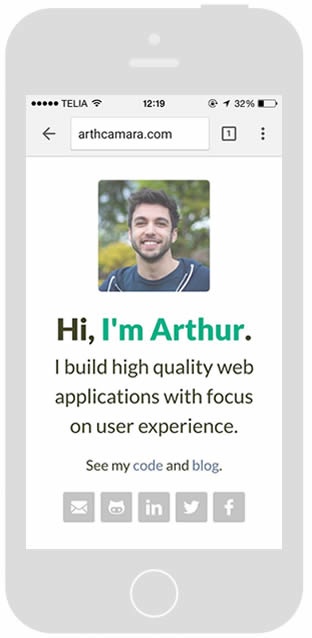 TELIA 12:19 32%
arthcamara.com 1
Hi, I'm Arthur.
I build high quality web
applications with focus
on user experience.
See my code and blog.
in f